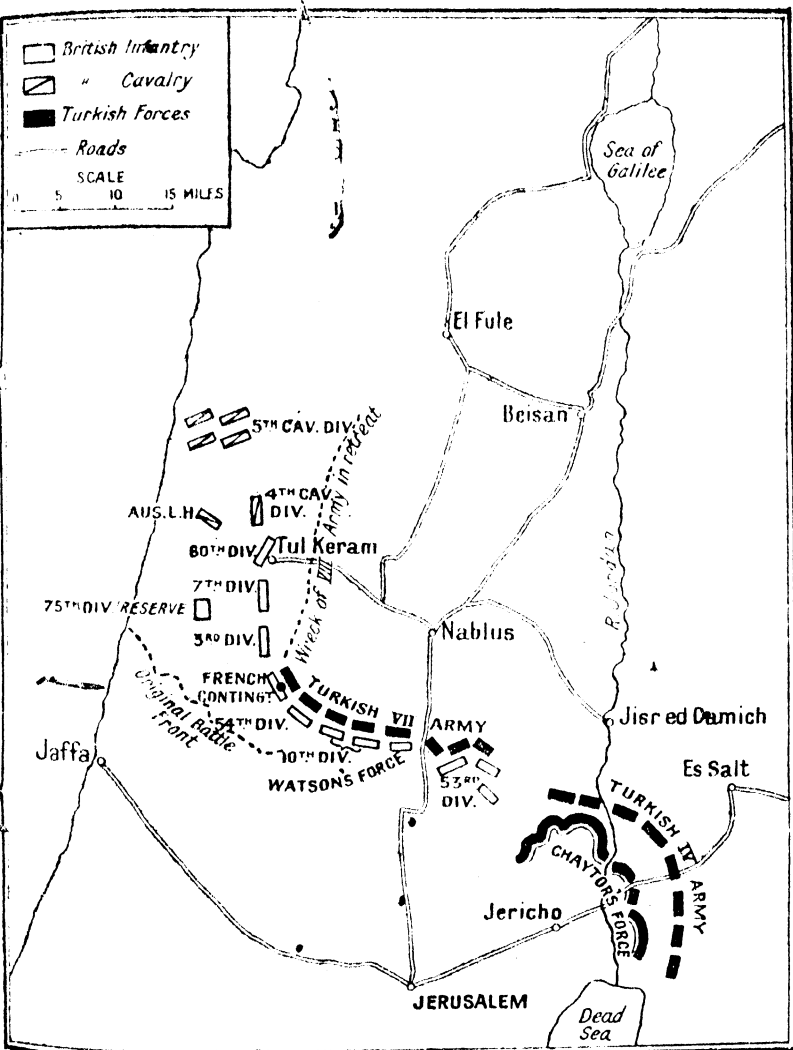 British Infantry
" Cavalry
Turkish Forces
Roads
SCALE
0 5 10 15 MILES
Sea of
Galilee
El Fule
Beisan
5TH CAV. DIV.
4TH CAV.
DIV.
AUS.L.H.
60TH DIV.
Tul Keram
7TH DIV.
75TH DIV. RESERVE
3RD DIV.
Wreck of VIII Army in retreat
R. Jordan
Nablus
FRENCH
CONTINGT
TURKISH VII ARMY
Original Battle
Front
54TH DIV.
10TH DIV.
WATSON'S FORCE
53RD
DIV.
Jaffa
Jisr ed Damich
Es Salt
TURKISH IV ARMY
CHAYTOR'S FORCE
Jericho
JERUSALEM
Dead
Sea